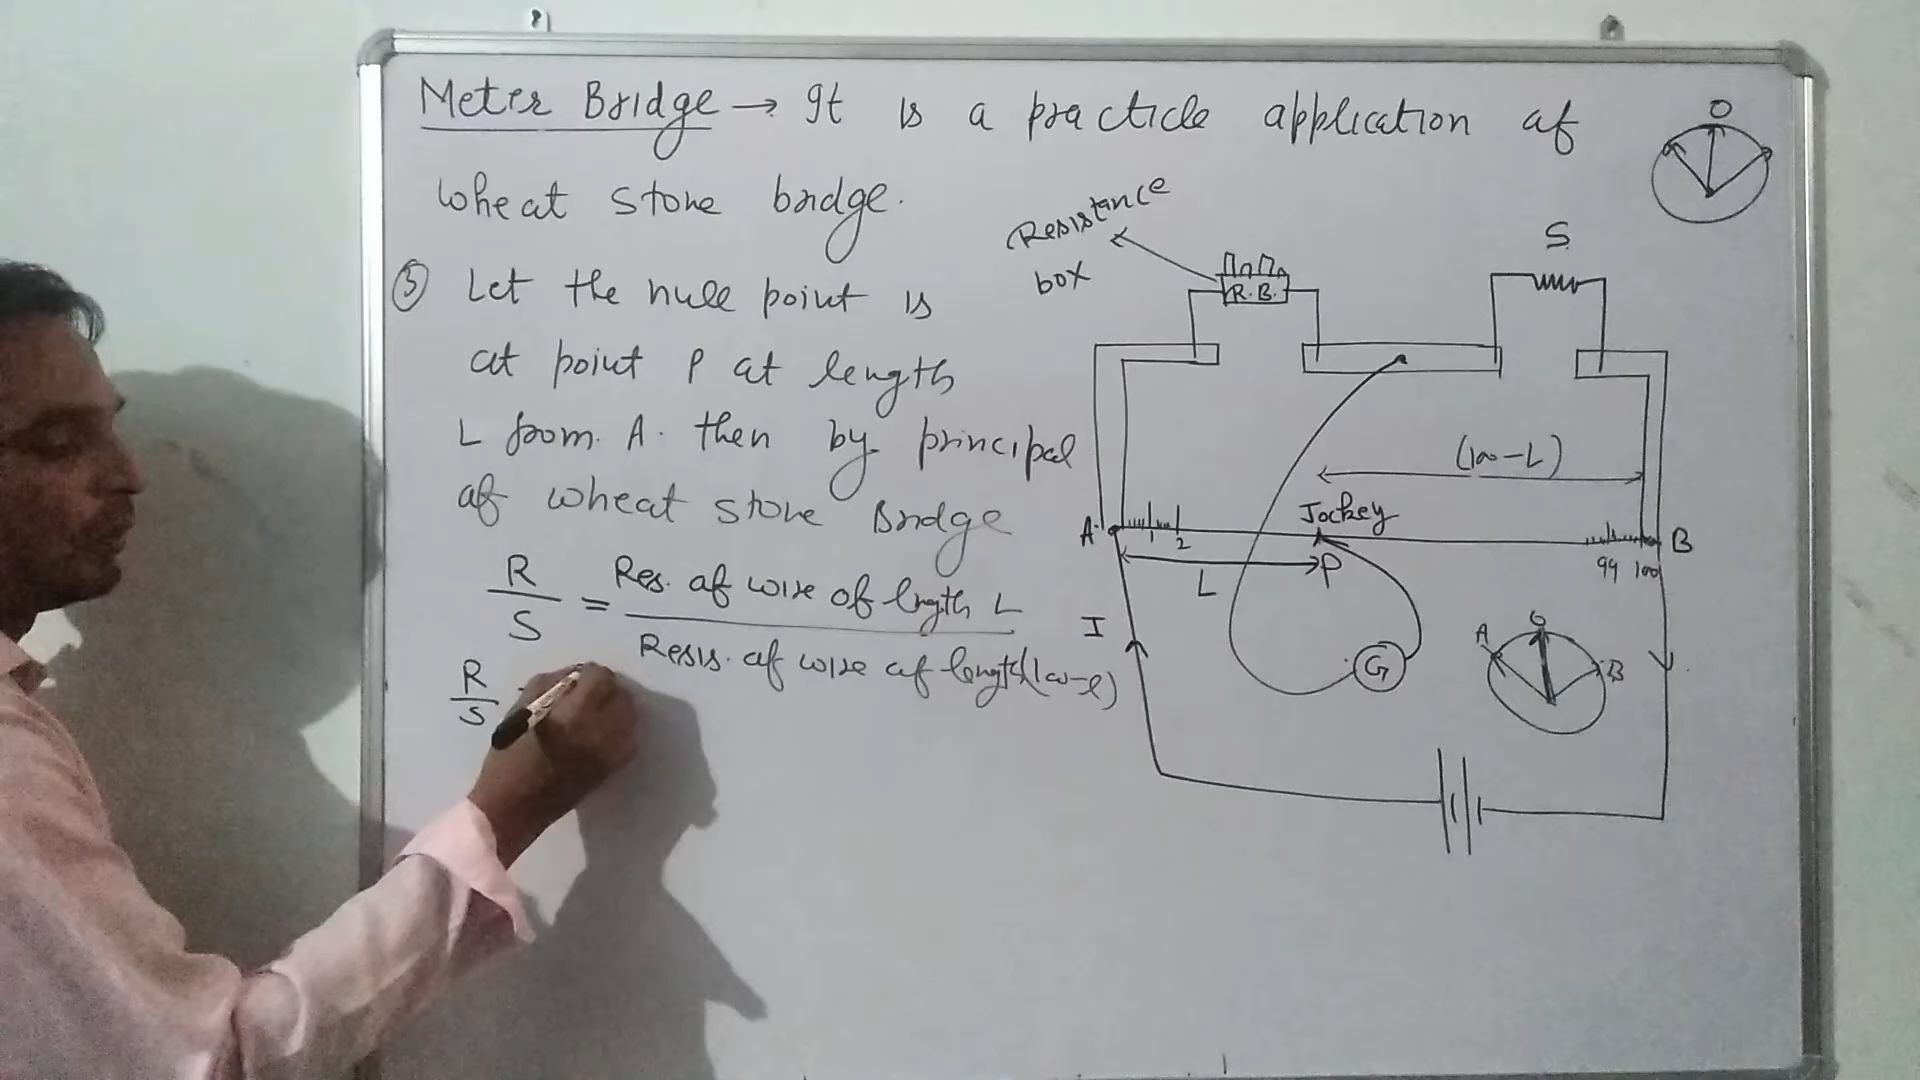 Meter Bridge → It is a practicle application of
wheat stone bridge.
③ Let the null point is
at point P at length
L from. A. then by principal
of wheat stone Bridge
R/S = Res. of wire of length L / Resis. of wire of length (100-l)
R/S
Resistance
box
R.B.
S
O
(100-L)
Jockey
A
1 2
99 100
B
L
P
I
G
A O B